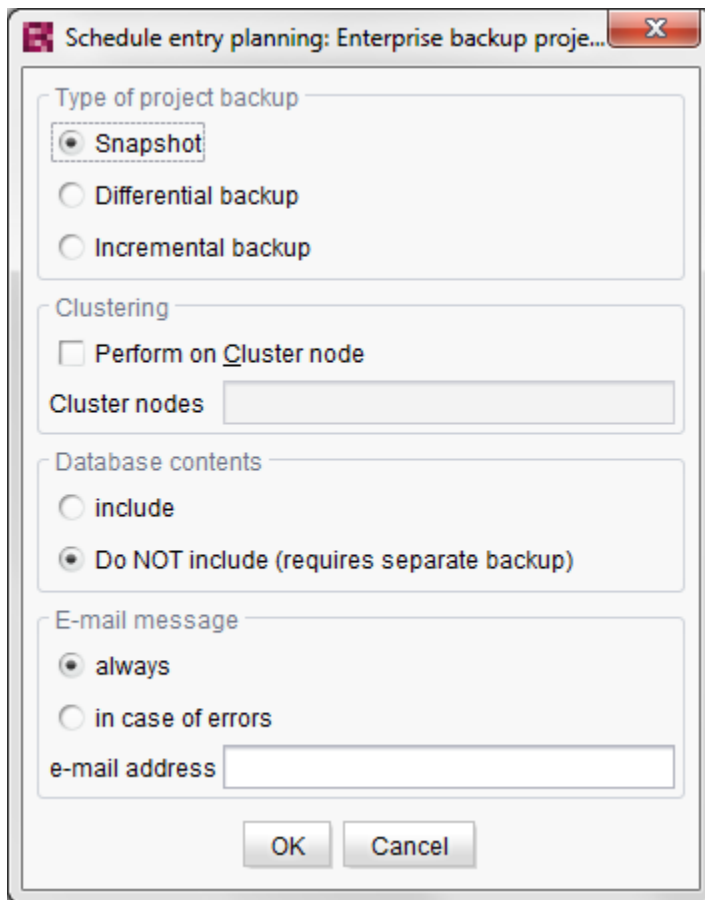 Schedule entry planning: Enterprise backup proje...
Type of project backup
Snapshot
Differential backup
Incremental backup
Clustering
Perform on Cluster node
Cluster nodes
Database contents
include
Do NOT include (requires separate backup)
E-mail message
always
in case of errors
e-mail address
OK Cancel